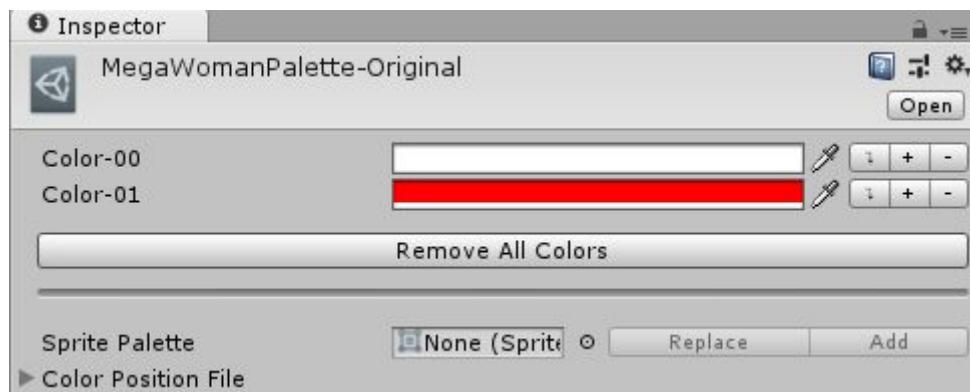 Inspector
MegaWomanPalette-Original
Open
Color-00 + -
Color-01 + -
Remove All Colors
Sprite Palette None (Sprite Replace Add
Color Position File